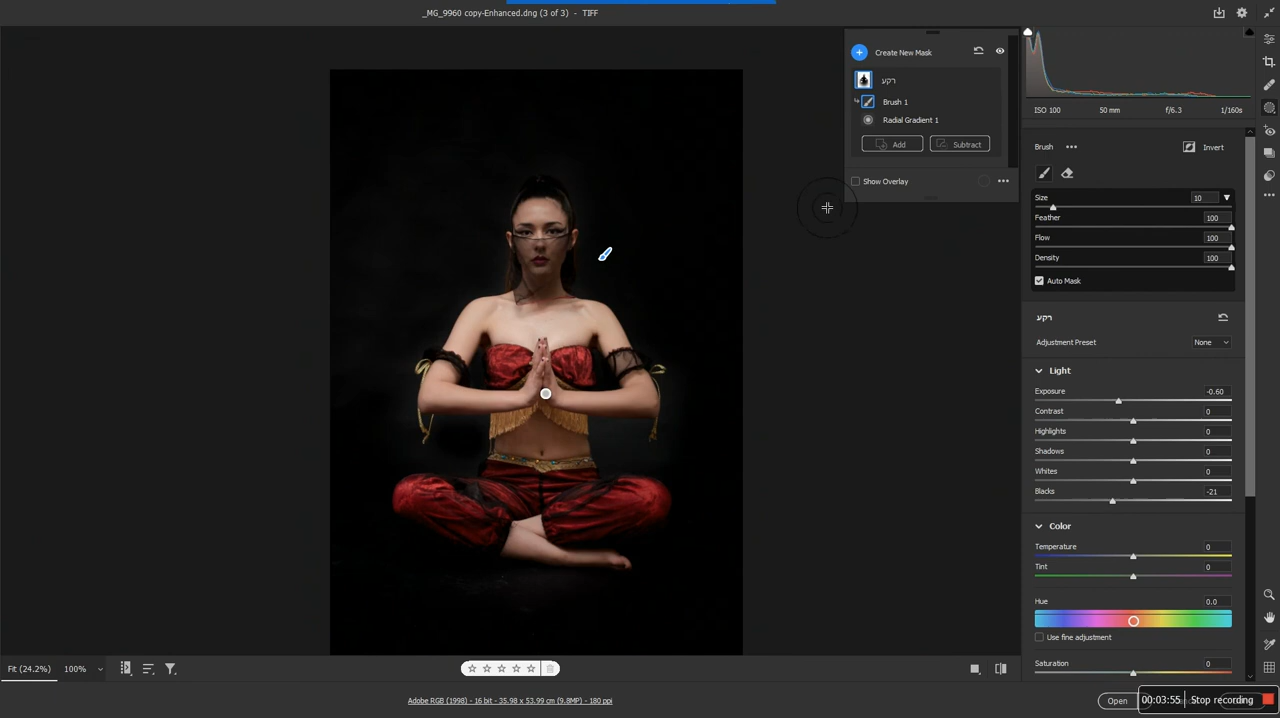 _MG_9960 copy-Enhanced.dng (3 of 3) - TIFF
Create New Mask
רקע
Brush 1
Radial Gradient 1
Add
Subtract
Show Overlay
ISO 100
50 mm
f/6.3
1/160s
Brush
Invert
Size
10
Feather
100
Flow
100
Density
100
Auto Mask
רקע
Adjustment Preset
None
Light
Exposure
-0.60
Contrast
0
Highlights
0
Shadows
0
Whites
0
Blacks
-21
Color
Temperature
0
Tint
0
Hue
0.0
Use fine adjustment
Saturation
0
Fit (24.2%)
100%
Adobe RGB (1998) - 16 bit - 35.98 x 53.99 cm (9.8MP) - 180 ppi
Open
00:03:55
Stop recording